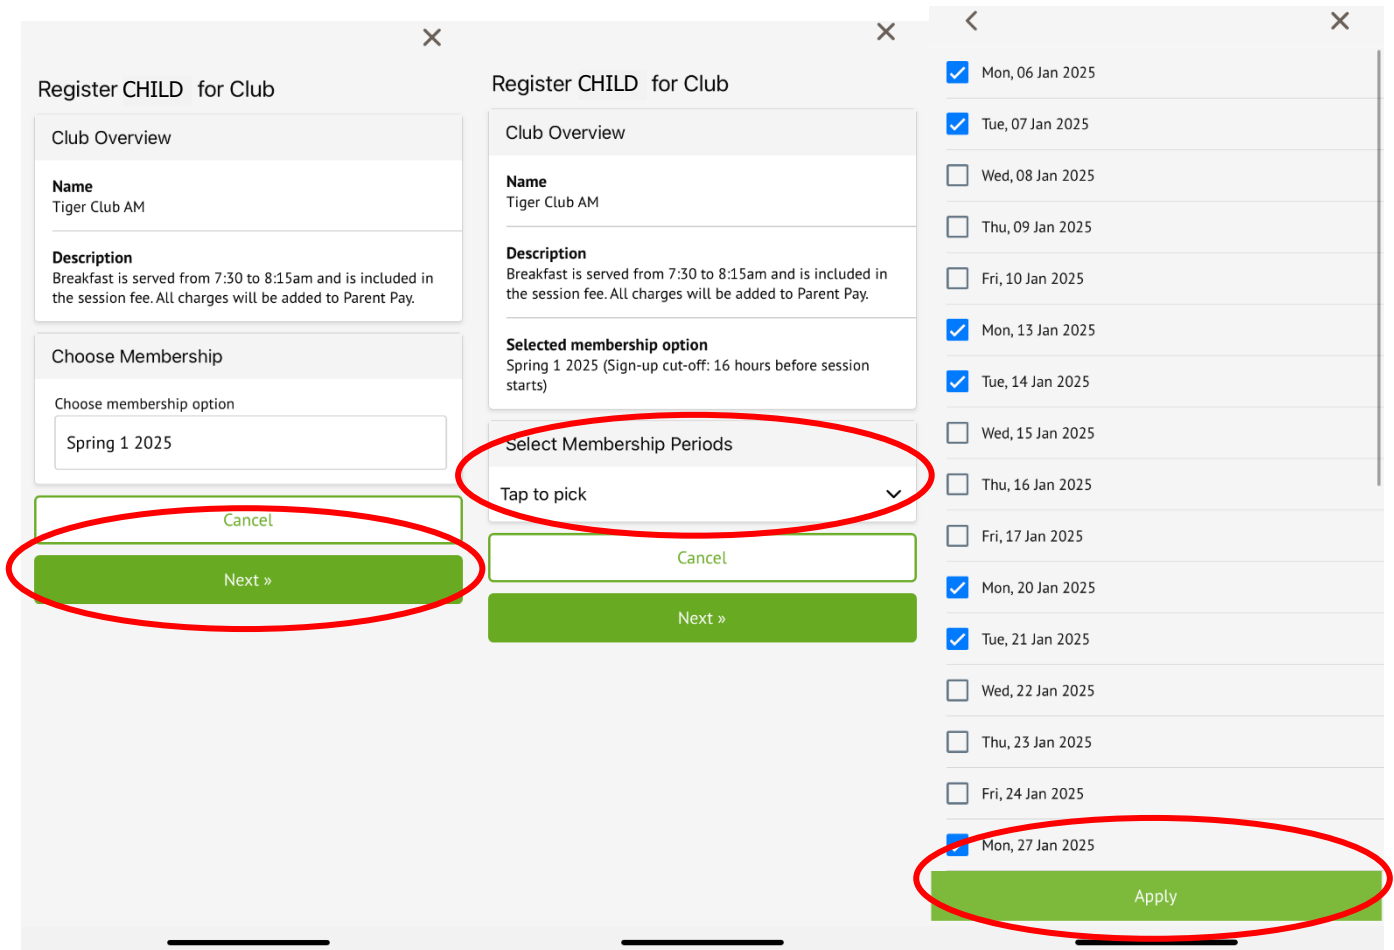 Register CHILD for Club
Club Overview
Name
Tiger Club AM
Description
Breakfast is served from 7:30 to 8:15am and is included in
the session fee. All charges will be added to Parent Pay.
Choose Membership
Choose membership option
Spring 1 2025
Cancel
Next »
Register CHILD for Club
Club Overview
Name
Tiger Club AM
Description
Breakfast is served from 7:30 to 8:15am and is included in
the session fee. All charges will be added to Parent Pay.
Selected membership option
Spring 1 2025 (Sign-up cut-off: 16 hours before session
starts)
Select Membership Periods
Tap to pick
Cancel
Next »
Mon, 06 Jan 2025
Tue, 07 Jan 2025
Wed, 08 Jan 2025
Thu, 09 Jan 2025
Fri, 10 Jan 2025
Mon, 13 Jan 2025
Tue, 14 Jan 2025
Wed, 15 Jan 2025
Thu, 16 Jan 2025
Fri, 17 Jan 2025
Mon, 20 Jan 2025
Tue, 21 Jan 2025
Wed, 22 Jan 2025
Thu, 23 Jan 2025
Fri, 24 Jan 2025
Mon, 27 Jan 2025
Apply